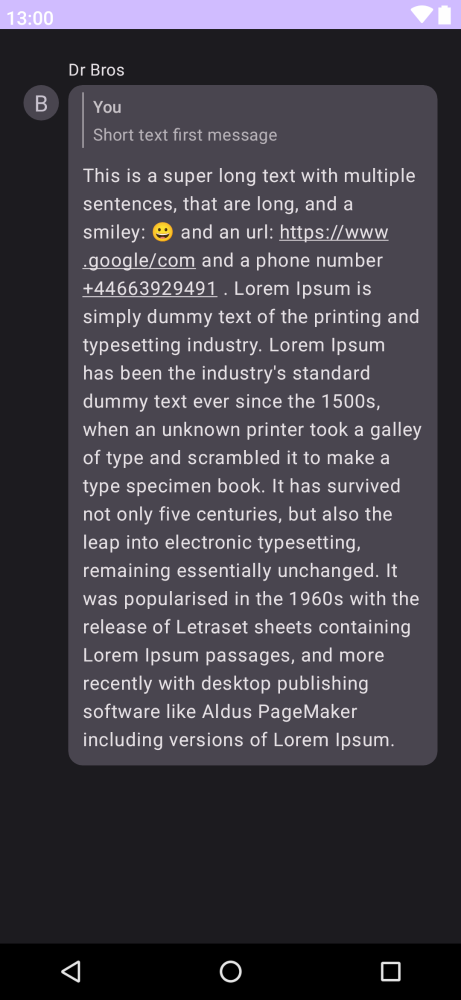 13:00
Dr Bros
B
You
Short text first message
This is a super long text with multiple
sentences, that are long, and a
smiley: 😀 and an url: https://www
.google/com and a phone number
+44663929491 . Lorem Ipsum is
simply dummy text of the printing and
typesetting industry. Lorem Ipsum
has been the industry's standard
dummy text ever since the 1500s,
when an unknown printer took a galley
of type and scrambled it to make a
type specimen book. It has survived
not only five centuries, but also the
leap into electronic typesetting,
remaining essentially unchanged. It
was popularised in the 1960s with the
release of Letraset sheets containing
Lorem Ipsum passages, and more
recently with desktop publishing
software like Aldus PageMaker
including versions of Lorem Ipsum.